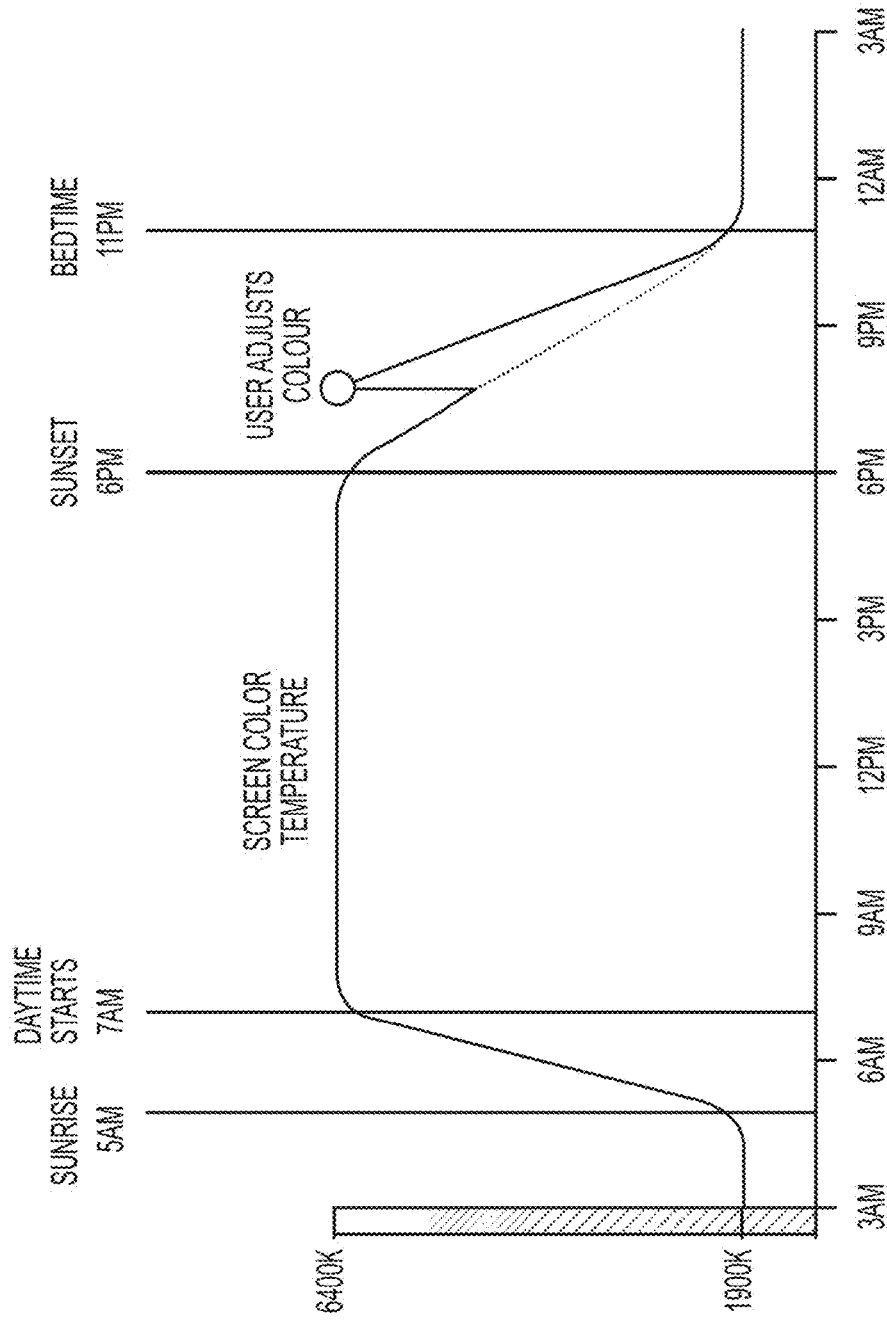 SUNRISE
5AM
DAYTIME
STARTS
7AM
SUNSET
6PM
BEDTIME
11PM
SCREEN COLOR
TEMPERATURE
USER ADJUSTS
COLOUR
6400K
1900K
3AM
6AM
9AM
12PM
3PM
6PM
9PM
12AM
3AM